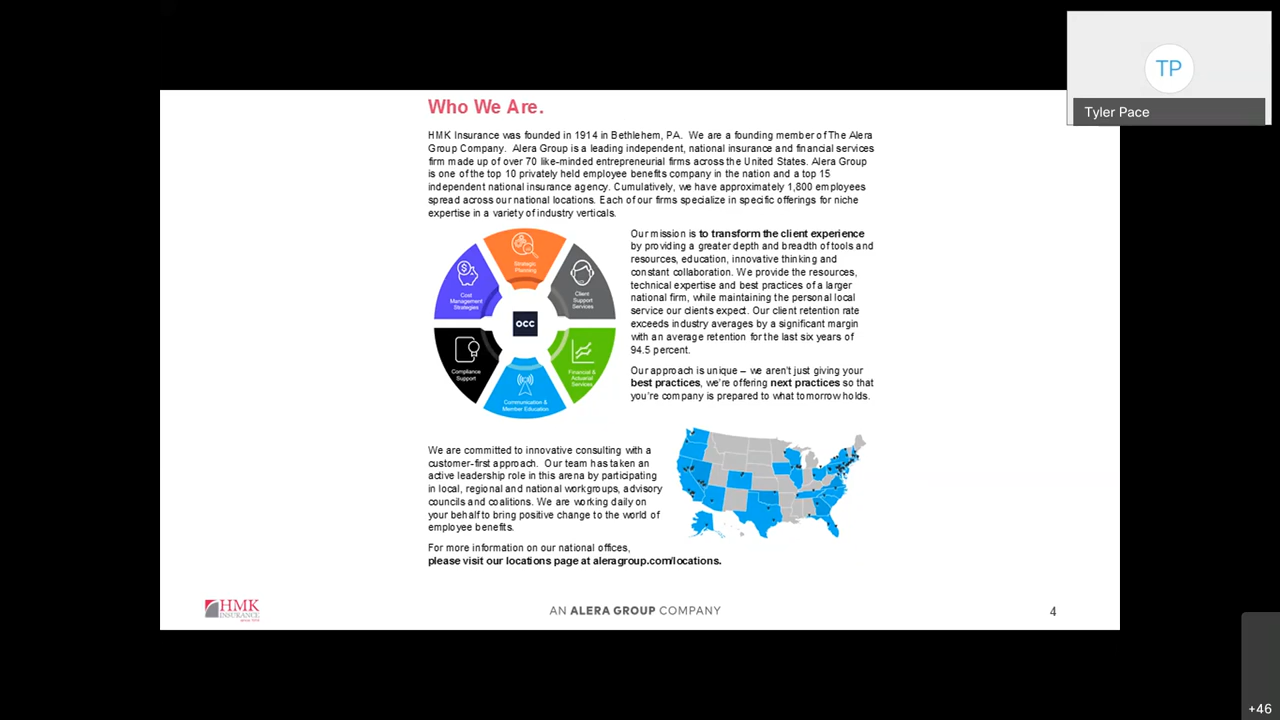 TP
Tyler Pace
Who We Are.
HMK Insurance was founded in 1914 in Bethlehem, PA. We are a founding member of The Alera
Group Company. Alera Group is a leading independent, national insurance and financial services
firm made up of over 70 like-minded entrepreneurial firms across the United States. Alera Group
is one of the top 10 privately held employee benefits company in the nation and a top 15
independent national insurance agency. Cumulatively, we have approximately 1,800 employees
spread across our national locations. Each of our firms specialize in specific offerings for niche
expertise in a variety of industry verticals.
Strategic
Planning
Client
Support
Services
Financial &
Actuarial
Services
Communication &
Member Education
Compliance
Support
Cost
Management
Strategies
OCC
Our mission is to transform the client experience
by providing a greater depth and breadth of tools and
resources, education, innovative thinking and
constant collaboration. We provide the resources,
technical expertise and best practices of a larger
national firm, while maintaining the personal local
service our clients expect. Our client retention rate
exceeds industry averages by a significant margin
with an average retention for the last six years of
94.5 percent.
Our approach is unique – we aren't just giving your
best practices, we're offering next practices so that
you're company is prepared to what tomorrow holds.
We are committed to innovative consulting with a
customer-first approach. Our team has taken an
active leadership role in this arena by participating
in local, regional and national workgroups, advisory
councils and coalitions. We are working daily on
your behalf to bring positive change to the world of
employee benefits.
For more information on our national offices,
please visit our locations page at aleragroup.com/locations.
HMK
INSURANCE
since 1914
AN ALERA GROUP COMPANY
4
+46